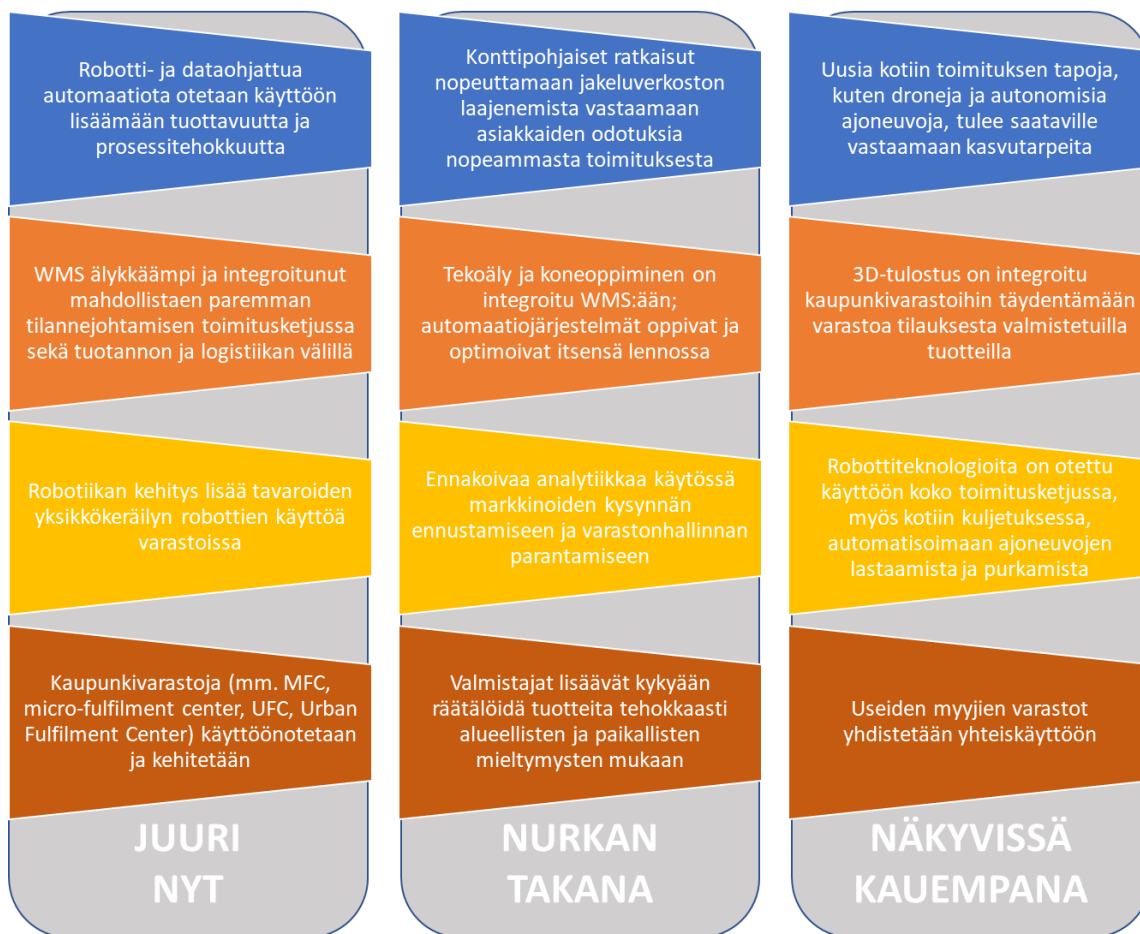 Robotti- ja dataohjattua
automaatiota otetaan käyttöön
lisäämään tuottavuutta ja
prosessitehokkuutta
WMS älykkäämpi ja integroitunut
mahdollistaen paremman
tilannejohtamisen toimitusketjussa
sekä tuotannon ja logistiikan välillä
Robotiikan kehitys lisää tavaroiden
yksikkökeräilyn robottien käyttöä
varastoissa
Kaupunkivarastoja (mm. MFC,
micro-fulfilment center, UFC, Urban
Fulfilment Center) käyttöönotetaan
ja kehitetään
JUURI
NYT
Konttipohjaiset ratkaisut
nopeuttamaan jakeluverkoston
laajenemista vastaamaan
asiakkaiden odotuksia
nopeammasta toimituksesta
Tekoäly ja koneoppiminen on
integroitu WMS:ään;
automaatiojärjestelmät oppivat ja
optimoivat itsensä lennossa
Ennakoivaa analytiikkaa käytössä
markkinoiden kysynnän
ennustamiseen ja varastonhallinnan
parantamiseen
Valmistajat lisäävät kykyään
räätälöidä tuotteita tehokkaasti
alueellisten ja paikallisten
mieltymysten mukaan
NURKAN
TAKANA
Uusia kotiin toimituksen tapoja,
kuten droneja ja autonomisia
ajoneuvoja, tulee saataville
vastaamaan kasvutarpeita
3D-tulostus on integroitu
kaupunkivarastoihin täydentämään
varastoa tilauksesta valmistetuilla
tuotteilla
Robottiteknologioita on otettu
käyttöön koko toimitusketjussa,
myös kotiin kuljetuksessa,
automatisoimaan ajoneuvojen
lastaamista ja purkamista
Useiden myyjien varastot
yhdistetään yhteiskäyttöön
NÄKYVISSÄ
KAUEMPANA